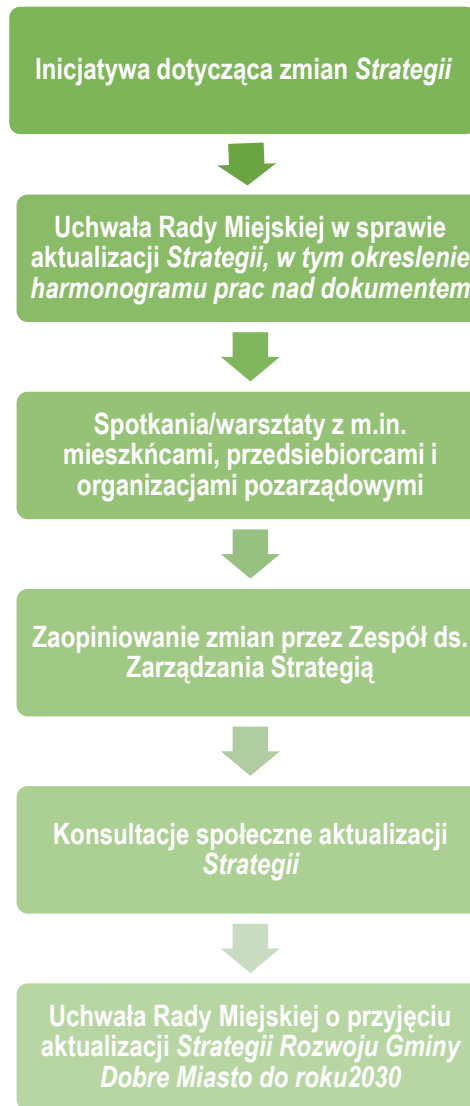 Inicjatywa dotycząca zmian Strategii
Uchwała Rady Miejskiej w sprawie
aktualizacji Strategii, w tym okreslenie
harmonogramu prac nad dokumentem
Spotkania/warsztaty z m.in.
mieszkńcami, przedsiebiorcami i
organizacjami pozarządowymi
Zaopiniowanie zmian przez Zespół ds.
Zarządzania Strategią
Konsultacje społeczne aktualizacji
Strategii
Uchwała Rady Miejskiej o przyjęciu
aktualizacji Strategii Rozwoju Gminy
Dobre Miasto do roku2030